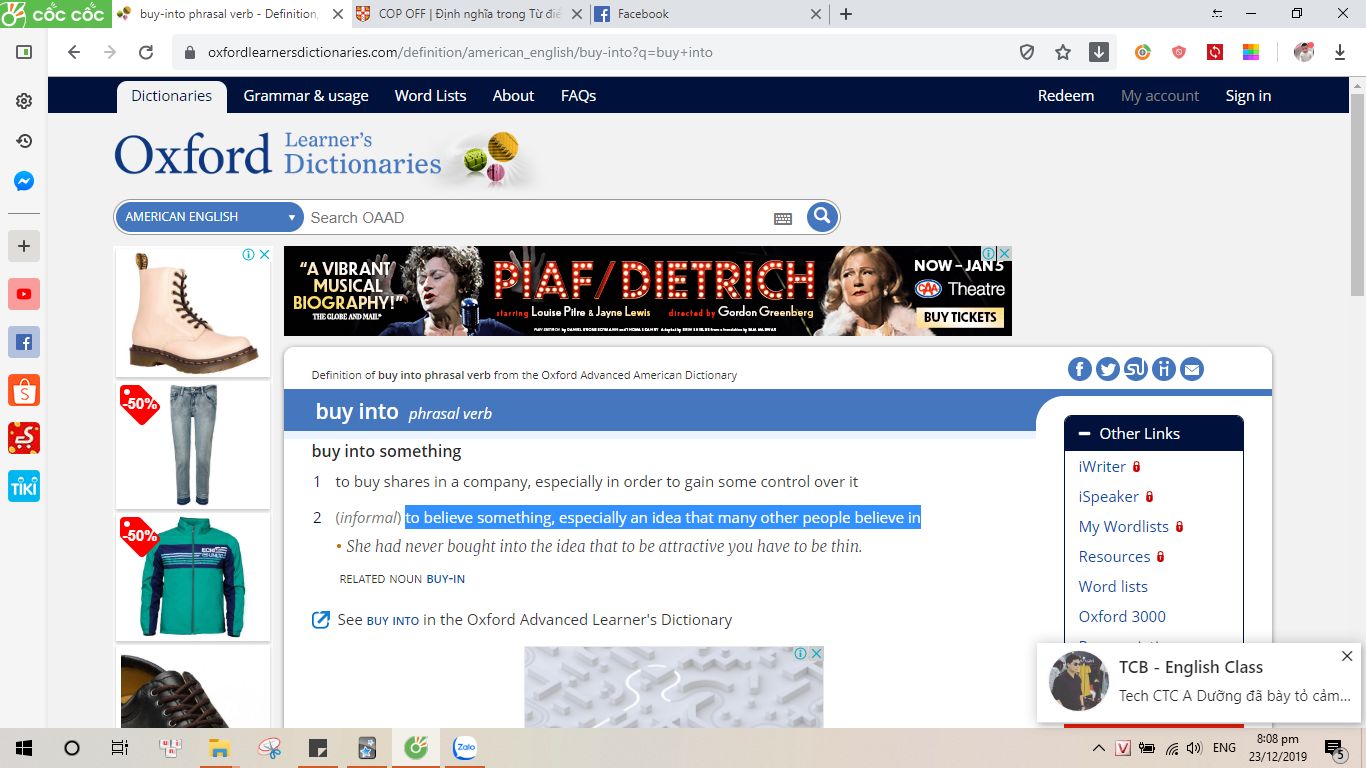 cốc cốc
buy-into phrasal verb - Definition,
COP OFF | Định nghĩa trong Từ điể
Facebook
oxfordlearnersdictionaries.com/definition/american_english/buy-into?q=buy+into
Dictionaries
Grammar & usage
Word Lists
About
FAQs
Redeem
My account
Sign in
Oxford Learner's Dictionaries
AMERICAN ENGLISH
Search OAAD
"A VIBRANT
MUSICAL
BIOGRAPHY!"
THE GLOBE AND MAIL
PIAF/DIETRICH
starring Louise Pitre & Jayne Lewis directed by Gordon Greenberg
NOW–JAN 5
CAA Theatre
BUY TICKETS
-50%
-50%
Definition of buy into phrasal verb from the Oxford Advanced American Dictionary
buy into phrasal verb
buy into something
1 to buy shares in a company, especially in order to gain some control over it
2 (informal) to believe something, especially an idea that many other people believe in
• She had never bought into the idea that to be attractive you have to be thin.
RELATED NOUN BUY-IN
See BUY INTO in the Oxford Advanced Learner's Dictionary
Other Links
iWriter
iSpeaker
My Wordlists
Resources
Word lists
Oxford 3000
TCB - English Class
Tech CTC A Dưỡng đã bày tỏ cảm...
TIKI
Zalo
ENG
8:08 pm
23/12/2019
5